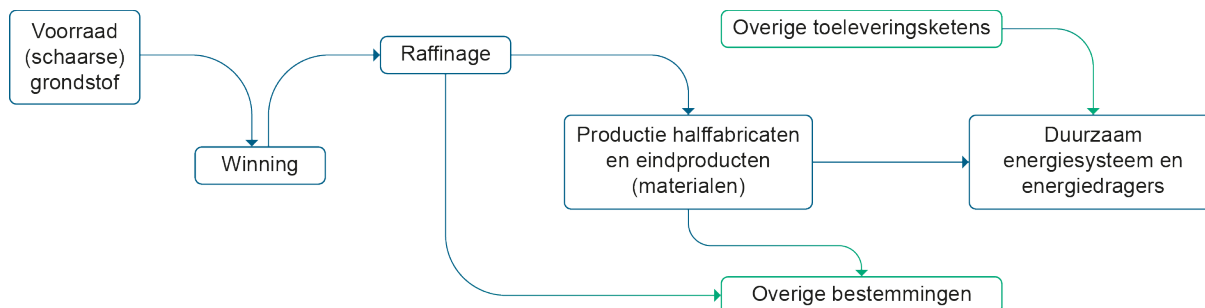 Voorraad
(schaarse)
grondstof
Winning
Raffinage
Overige toeleveringsketens
Productie halffabricaten
en eindproducten
(materialen)
Duurzaam
energiesysteem en
energiedragers
Overige bestemmingen